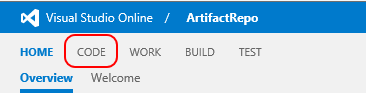 Visual Studio Online / ArtifactRepo
HOME CODE WORK BUILD TEST
Overview Welcome